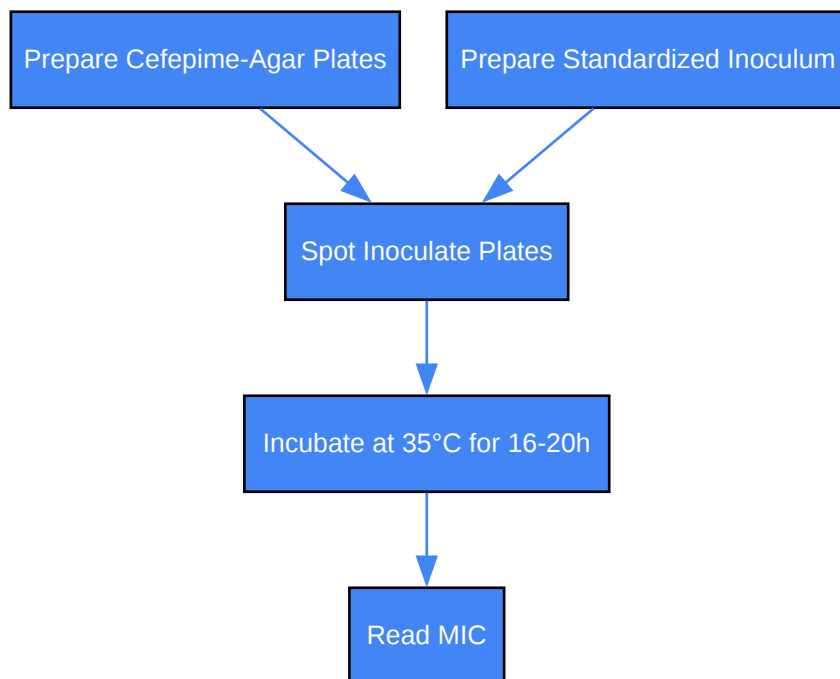 Prepare Cefepime-Agar Plates
Prepare Standardized Inoculum
Spot Inoculate Plates
Incubate at 35°C for 16-20h
Read MIC